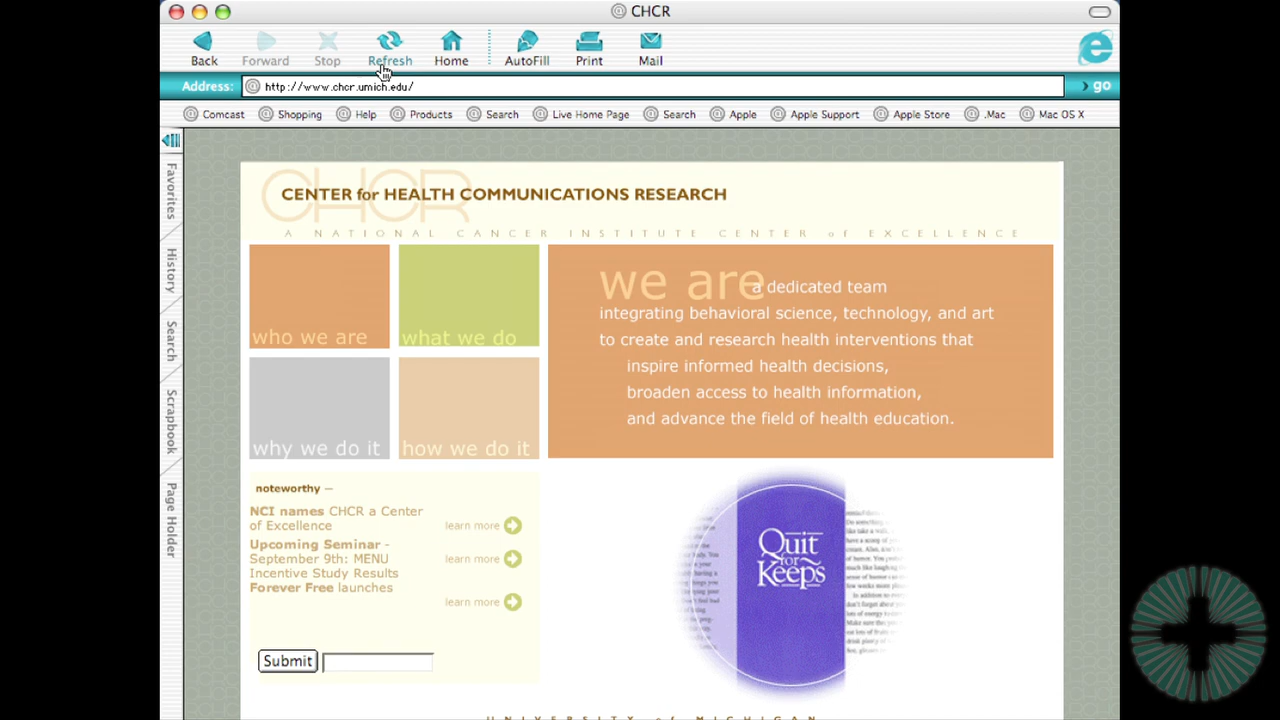 CHCR
Back Forward Stop Refresh Home AutoFill Print Mail
Address: http://www.chcr.umich.edu/ go
Comcast Shopping Help Products Search Live Home Page Search Apple Apple Support Apple Store .Mac Mac OS X
Favorites
History
Search
Scrapbook
Page Holder
CHCR
CENTER for HEALTH COMMUNICATIONS RESEARCH
A NATIONAL CANCER INSTITUTE CENTER of EXCELLENCE
who we are
what we do
why we do it
how we do it
we are a dedicated team
integrating behavioral science, technology, and art
to create and research health interventions that
inspire informed health decisions,
broaden access to health information,
and advance the field of health education.
noteworthy —
NCI names CHCR a Center
of Excellence learn more
Upcoming Seminar -
September 9th: MENU learn more
Incentive Study Results
Forever Free launches
learn more
Submit
Quit
for
Keeps
UNIVERSITY of MICHIGAN